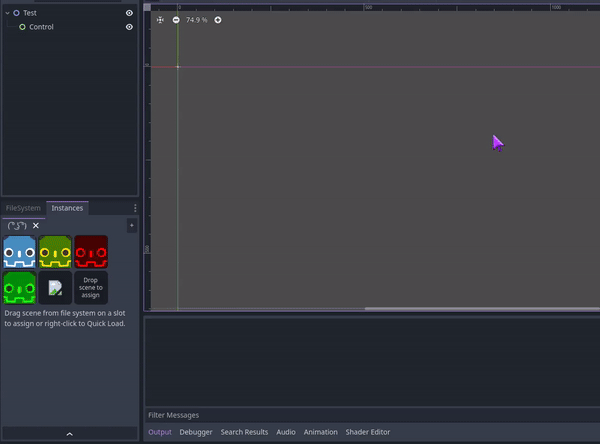 Test
Control
74.9 %
0
500
1000
FileSystem
Instances
Drop
scene to
assign
Drag scene from file system on a slot
to assign or right-click to Quick Load.
Filter Messages
Output
Debugger
Search Results
Audio
Animation
Shader Editor